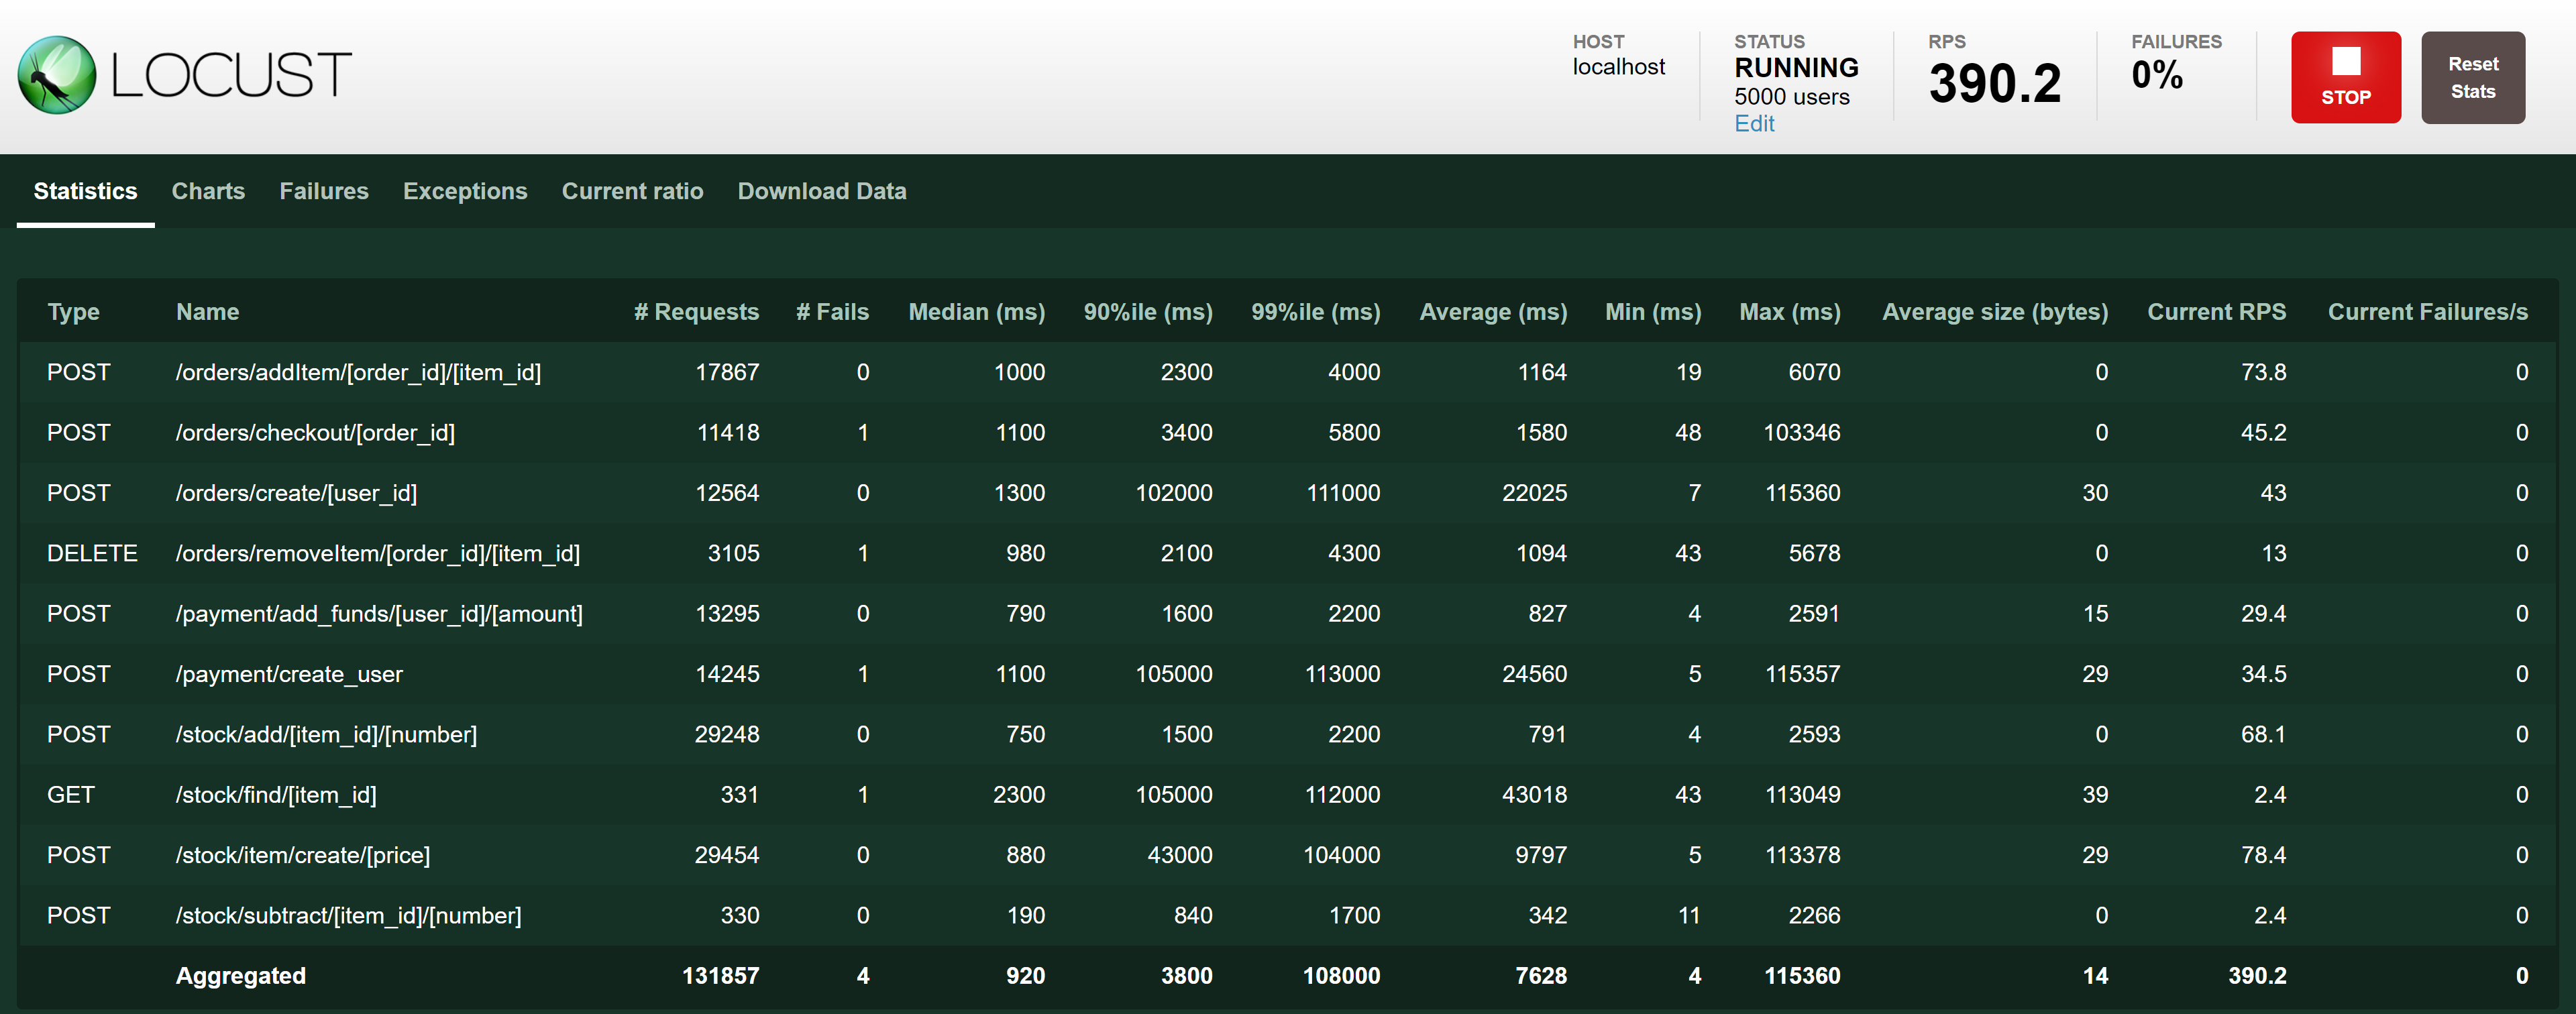 LOCUST
HOST
localhost
STATUS
RUNNING
5000 users
Edit
RPS
390.2
FAILURES
0%
STOP
Reset
Stats
Statistics Charts Failures Exceptions Current ratio Download Data
Type Name # Requests # Fails Median (ms) 90%ile (ms) 99%ile (ms) Average (ms) Min (ms) Max (ms) Average size (bytes) Current RPS Current Failures/s
POST /orders/addItem/[order_id]/[item_id] 17867 0 1000 2300 4000 1164 19 6070 0 73.8 0
POST /orders/checkout/[order_id] 11418 1 1100 3400 5800 1580 48 103346 0 45.2 0
POST /orders/create/[user_id] 12564 0 1300 102000 111000 22025 7 115360 30 43 0
DELETE /orders/removeItem/[order_id]/[item_id] 3105 1 980 2100 4300 1094 43 5678 0 13 0
POST /payment/add_funds/[user_id]/[amount] 13295 0 790 1600 2200 827 4 2591 15 29.4 0
POST /payment/create_user 14245 1 1100 105000 113000 24560 5 115357 29 34.5 0
POST /stock/add/[item_id]/[number] 29248 0 750 1500 2200 791 4 2593 0 68.1 0
GET /stock/find/[item_id] 331 1 2300 105000 112000 43018 43 113049 39 2.4 0
POST /stock/item/create/[price] 29454 0 880 43000 104000 9797 5 113378 29 78.4 0
POST /stock/subtract/[item_id]/[number] 330 0 190 840 1700 342 11 2266 0 2.4 0
Aggregated 131857 4 920 3800 108000 7628 4 115360 14 390.2 0